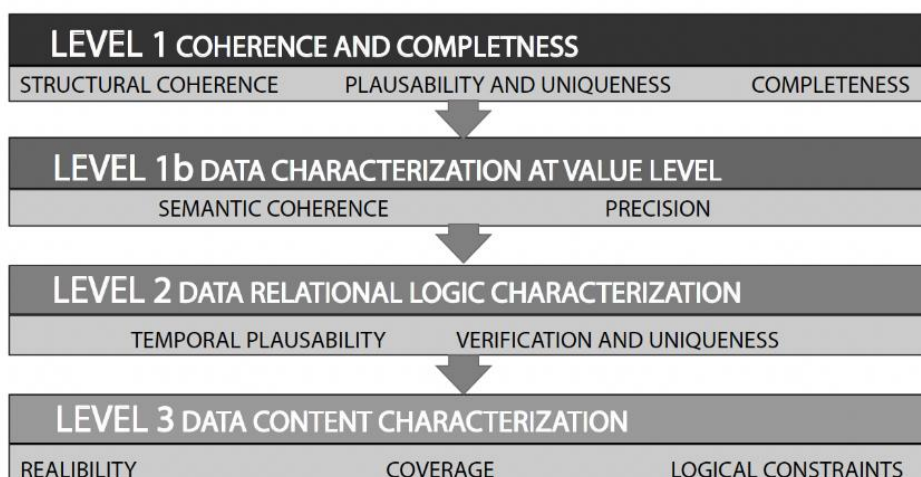 LEVEL 1 COHERENCE AND COMPLETNESS
STRUCTURAL COHERENCE PLAUSABILITY AND UNIQUENESS COMPLETENESS
LEVEL 1b DATA CHARACTERIZATION AT VALUE LEVEL
SEMANTIC COHERENCE PRECISION
LEVEL 2 DATA RELATIONAL LOGIC CHARACTERIZATION
TEMPORAL PLAUSABILITY VERIFICATION AND UNIQUENESS
LEVEL 3 DATA CONTENT CHARACTERIZATION
REALIBILITY COVERAGE LOGICAL CONSTRAINTS